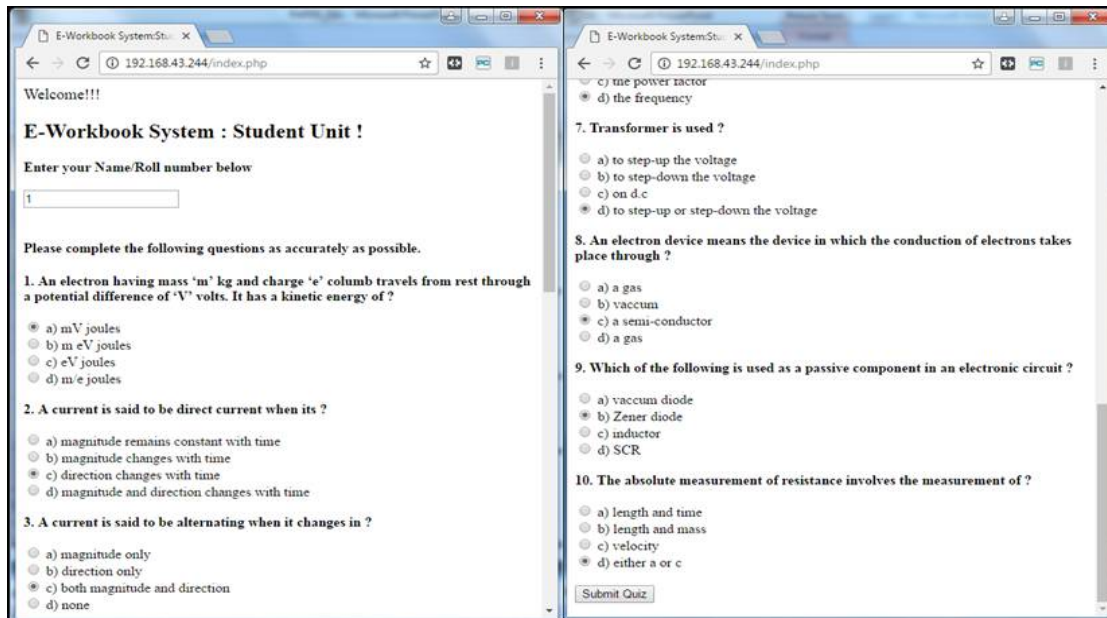 E-Workbook System:Stu
192.168.43.244/index.php
Welcome!!!
E-Workbook System : Student Unit !
Enter your Name/Roll number below
1
Please complete the following questions as accurately as possible.
1. An electron having mass ‘m’ kg and charge ‘e’ columb travels from rest through
a potential difference of ‘V’ volts. It has a kinetic energy of ?
a) mV joules
b) m eV joules
c) eV joules
d) m/e joules
2. A current is said to be direct current when its ?
a) magnitude remains constant with time
b) magnitude changes with time
c) direction changes with time
d) magnitude and direction changes with time
3. A current is said to be alternating when it changes in ?
a) magnitude only
b) direction only
c) both magnitude and direction
d) none
E-Workbook System:Stu
192.168.43.244/index.php
c) the power factor
d) the frequency
7. Transformer is used ?
a) to step-up the voltage
b) to step-down the voltage
c) on d.c
d) to step-up or step-down the voltage
8. An electron device means the device in which the conduction of electrons takes
place through ?
a) a gas
b) vaccum
c) a semi-conductor
d) a gas
9. Which of the following is used as a passive component in an electronic circuit ?
a) vaccum diode
b) Zener diode
c) inductor
d) SCR
10. The absolute measurement of resistance involves the measurement of ?
a) length and time
b) length and mass
c) velocity
d) either a or c
Submit Quiz